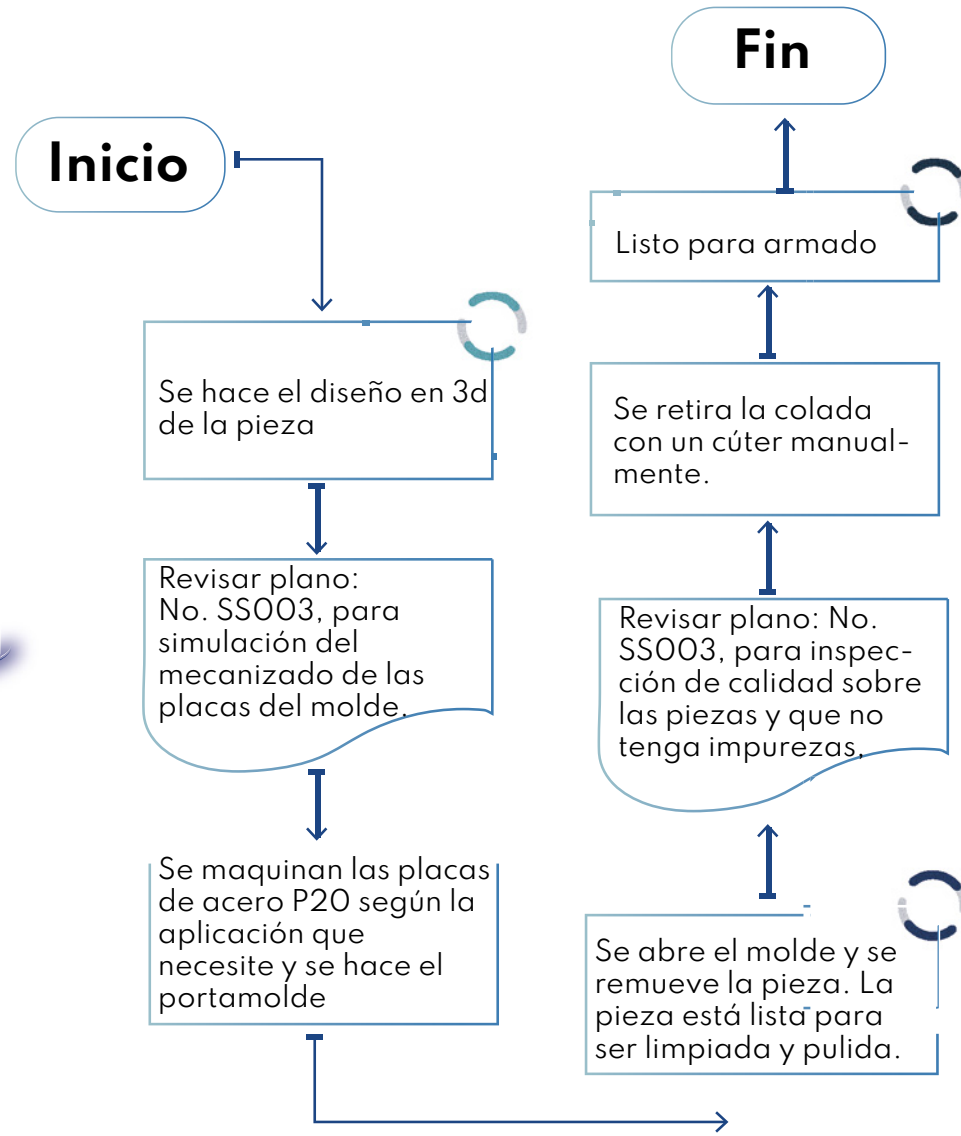 Inicio
Se hace el diseño en 3d
de la pieza
Revisar plano:
No. SS003, para
simulación del
mecanizado de las
placas del molde.
Se maquinan las placas
de acero P20 según la
aplicación que
necesite y se hace el
portamolde
Se abre el molde y se
remueve la pieza. La
pieza está lista para
ser limpiada y pulida.
Revisar plano: No.
SS003, para inspec-
ción de calidad sobre
las piezas y que no
tenga impurezas,
Se retira la colada
con un cúter manual-
mente.
Listo para armado
Fin